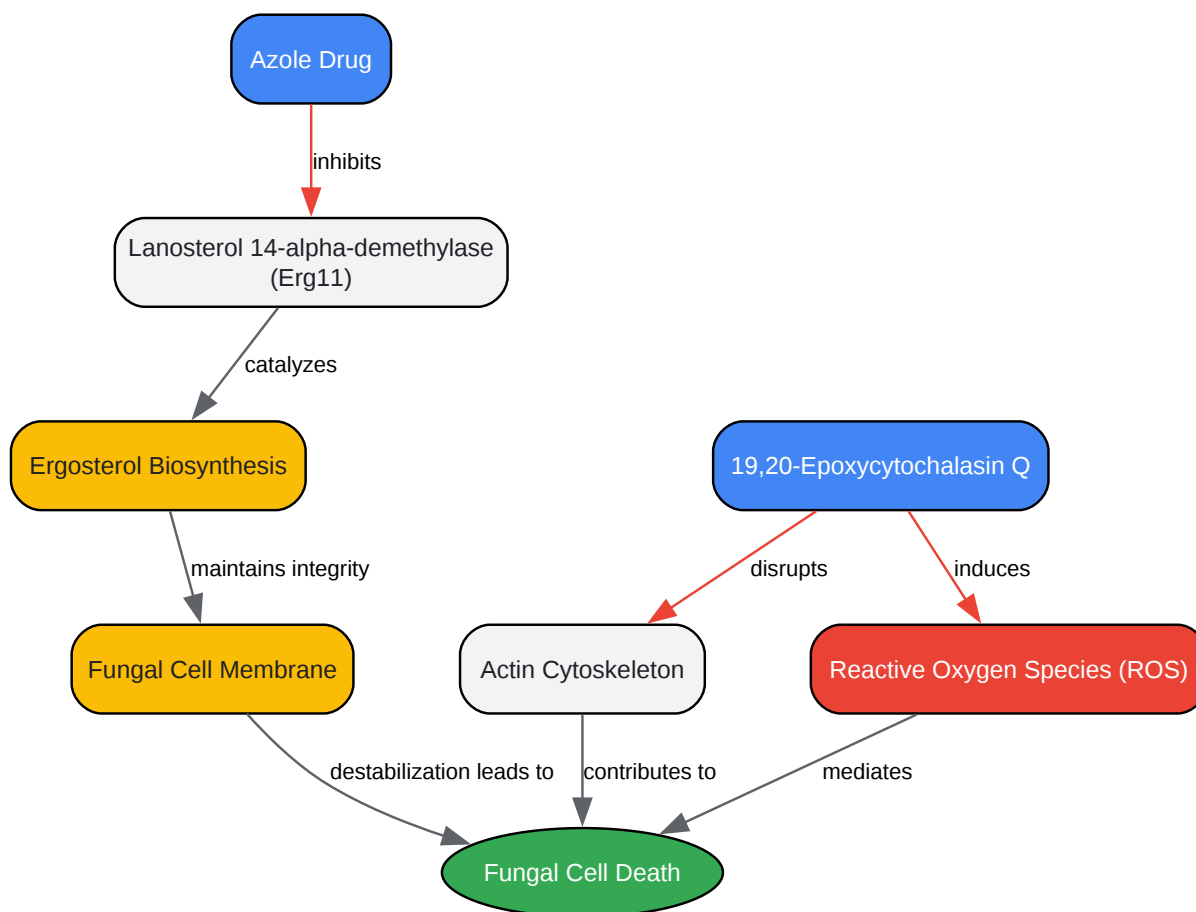 Azole Drug
inhibits
Lanosterol 14-alpha-demethylase
(Erg11)
catalyzes
Ergosterol Biosynthesis
19,20-Epoxycytochalasin Q
maintains integrity
disrupts
induces
Fungal Cell Membrane
Actin Cytoskeleton
Reactive Oxygen Species (ROS)
destabilization leads to
contributes to
mediates
Fungal Cell Death